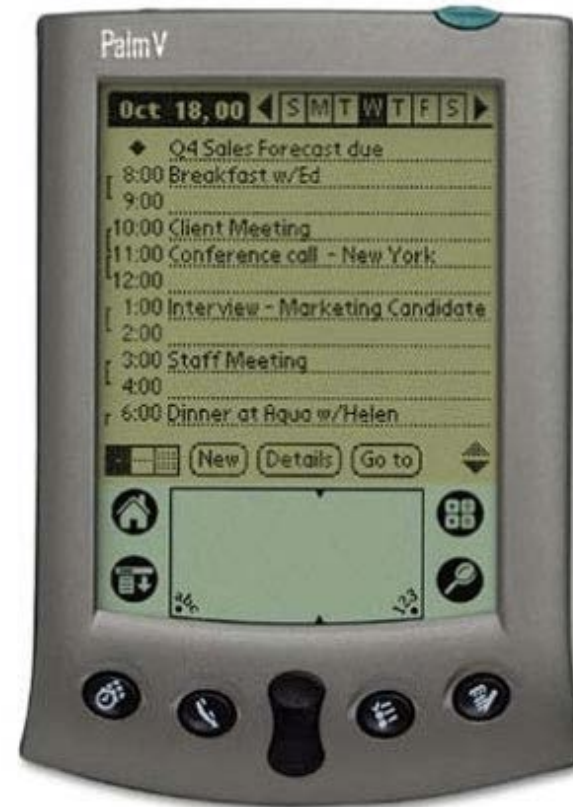 PalmV
Oct 18, 00 S M T W T F S
Q4 Sales Forecast due
8:00 Breakfast w/Ed
9:00
10:00 Client Meeting
11:00 Conference call - New York
12:00
1:00 Interview - Marketing Candidate
2:00
3:00 Staff Meeting
4:00
6:00 Dinner at Aqua w/Helen
New Details Go to
abc 123